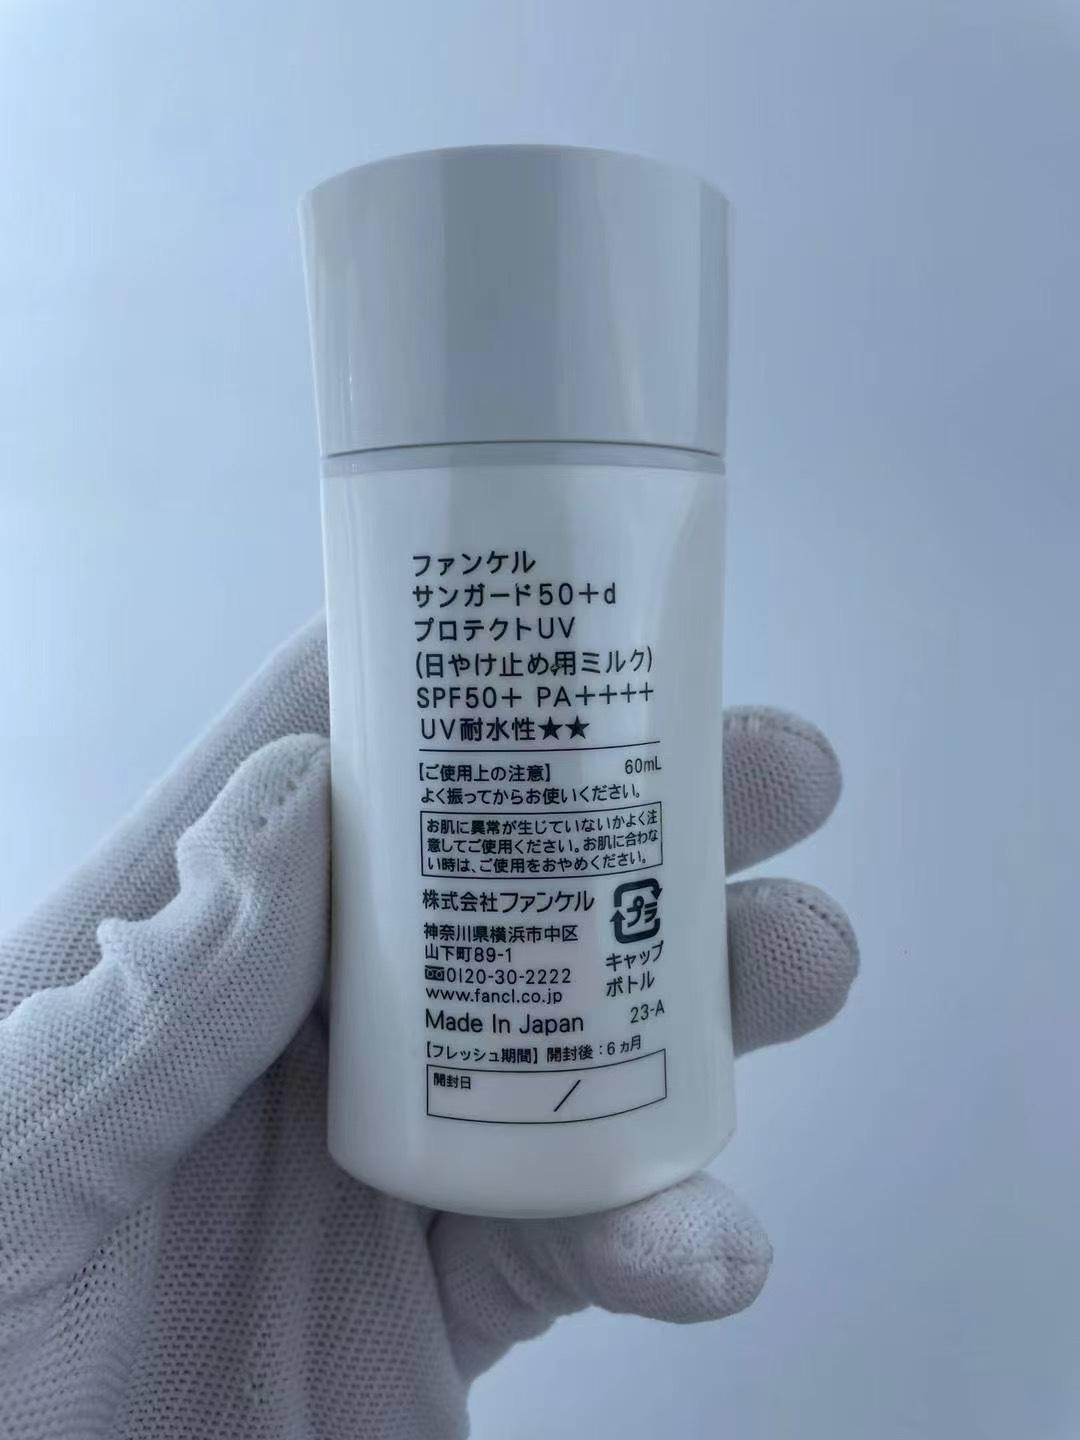 ファンケル
サンガード50+d
プロテクトUV
(日やけ止め用ミルク)
SPF50+ PA++++
UV耐水性★★
【ご使用上の注意】 60mL
よく振ってからお使いください。
お肌に異常が生じていないかよく注
意してご使用ください。お肌に合わな
い時は、ご使用をおやめください。
株式会社ファンケル
神奈川県横浜市中区
山下町89-1
0120-30-2222
www.fancl.co.jp
Made In Japan
プラ
キャップ
ボトル
23-A
【フレッシュ期間】開封後:6ヵ月
開封日 /